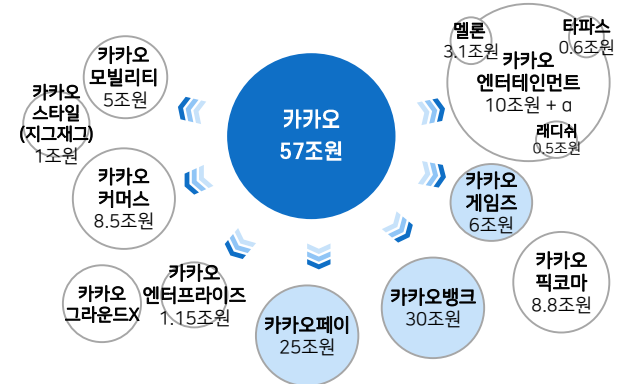 멜론
3.1조원
타파스
0.6조원
카카오
엔터테인먼트
10조원 + α
래디쉬
0.5조원
카카오
모빌리티
5조원
카카오
스타일
(지그재그)
1조원
카카오
57조원
카카오
커머스
8.5조원
카카오
게임즈
6조원
카카오
픽코마
8.8조원
카카오
그라운드X
카카오
엔터프라이즈
1.15조원
카카오페이
25조원
카카오뱅크
30조원